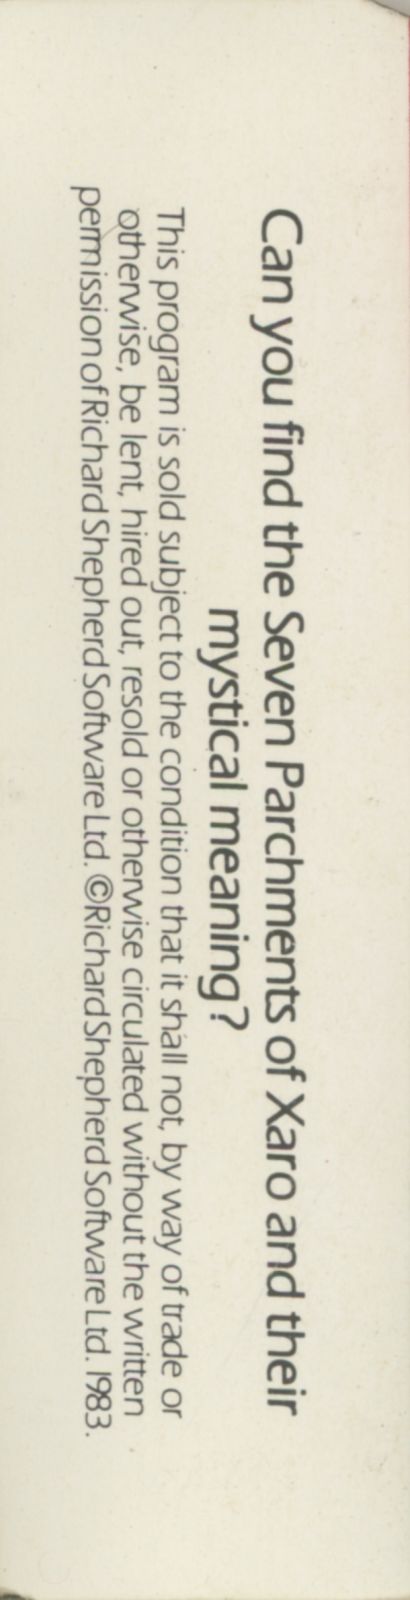 Can you find the Seven Parchments of Xaro and their
mystical meaning?
This program is sold subject to the condition that it shall not, by way of trade or
otherwise, be lent, hired out, resold or otherwise circulated without the written
permission of Richard Shepherd Software Ltd. ©Richard Shepherd Software Ltd. 1983.